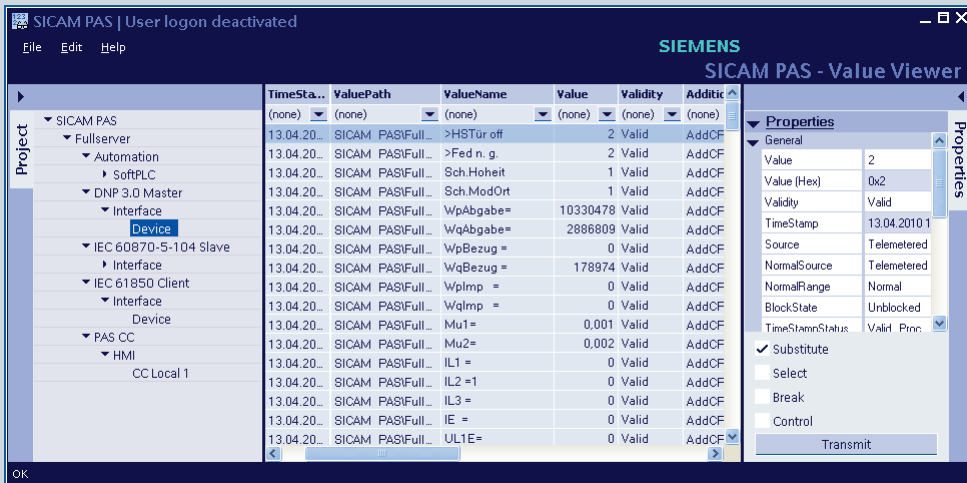 SICAM PAS | User logon deactivated
File Edit Help
SIEMENS
SICAM PAS - Value Viewer
Project
SICAM PAS
Fullserver
Automation
SoftPLC
DNP 3.0 Master
Interface
Device
IEC 60870-5-104 Slave
Interface
IEC 61850 Client
Interface
Device
PAS CC
HMI
CC Local 1
TimeSta... ValuePath ValueName Value Validity Additic
(none) (none) (none) (none) (none) (none)
13.04.20... SICAM PAS\Full... >HSTür off 2 Valid AddCF
13.04.20... SICAM PAS\Full... >Fed n. g. 2 Valid AddCF
13.04.20... SICAM PAS\Full... Sch.Hoheit 1 Valid AddCF
13.04.20... SICAM PAS\Full... Sch.ModOrt 1 Valid AddCF
13.04.20... SICAM PAS\Full... WpAbgabe= 10330478 Valid AddCF
13.04.20... SICAM PAS\Full... WqAbgabe= 2886809 Valid AddCF
13.04.20... SICAM PAS\Full... WpBezug = 0 Valid AddCF
13.04.20... SICAM PAS\Full... WqBezug = 178974 Valid AddCF
13.04.20... SICAM PAS\Full... WpImp = 0 Valid AddCF
13.04.20... SICAM PAS\Full... WqImp = 0 Valid AddCF
13.04.20... SICAM PAS\Full... Mu1= 0,001 Valid AddCF
13.04.20... SICAM PAS\Full... Mu2= 0,002 Valid AddCF
13.04.20... SICAM PAS\Full... IL1 = 0 Valid AddCF
13.04.20... SICAM PAS\Full... IL2 =1 0 Valid AddCF
13.04.20... SICAM PAS\Full... IL3 = 0 Valid AddCF
13.04.20... SICAM PAS\Full... IE = 0 Valid AddCF
13.04.20... SICAM PAS\Full... UL1E= 0 Valid AddCF
Properties
General
Value 2
Value (Hex) 0x2
Validity Valid
TimeStamp 13.04.2010 1
Source Telemetered
NormalSource Telemetered
NormalRange Normal
BlockState Unblocked
TimeStampStatus Valid Proc
Substitute
Select
Break
Control
Transmit
Properties
OK